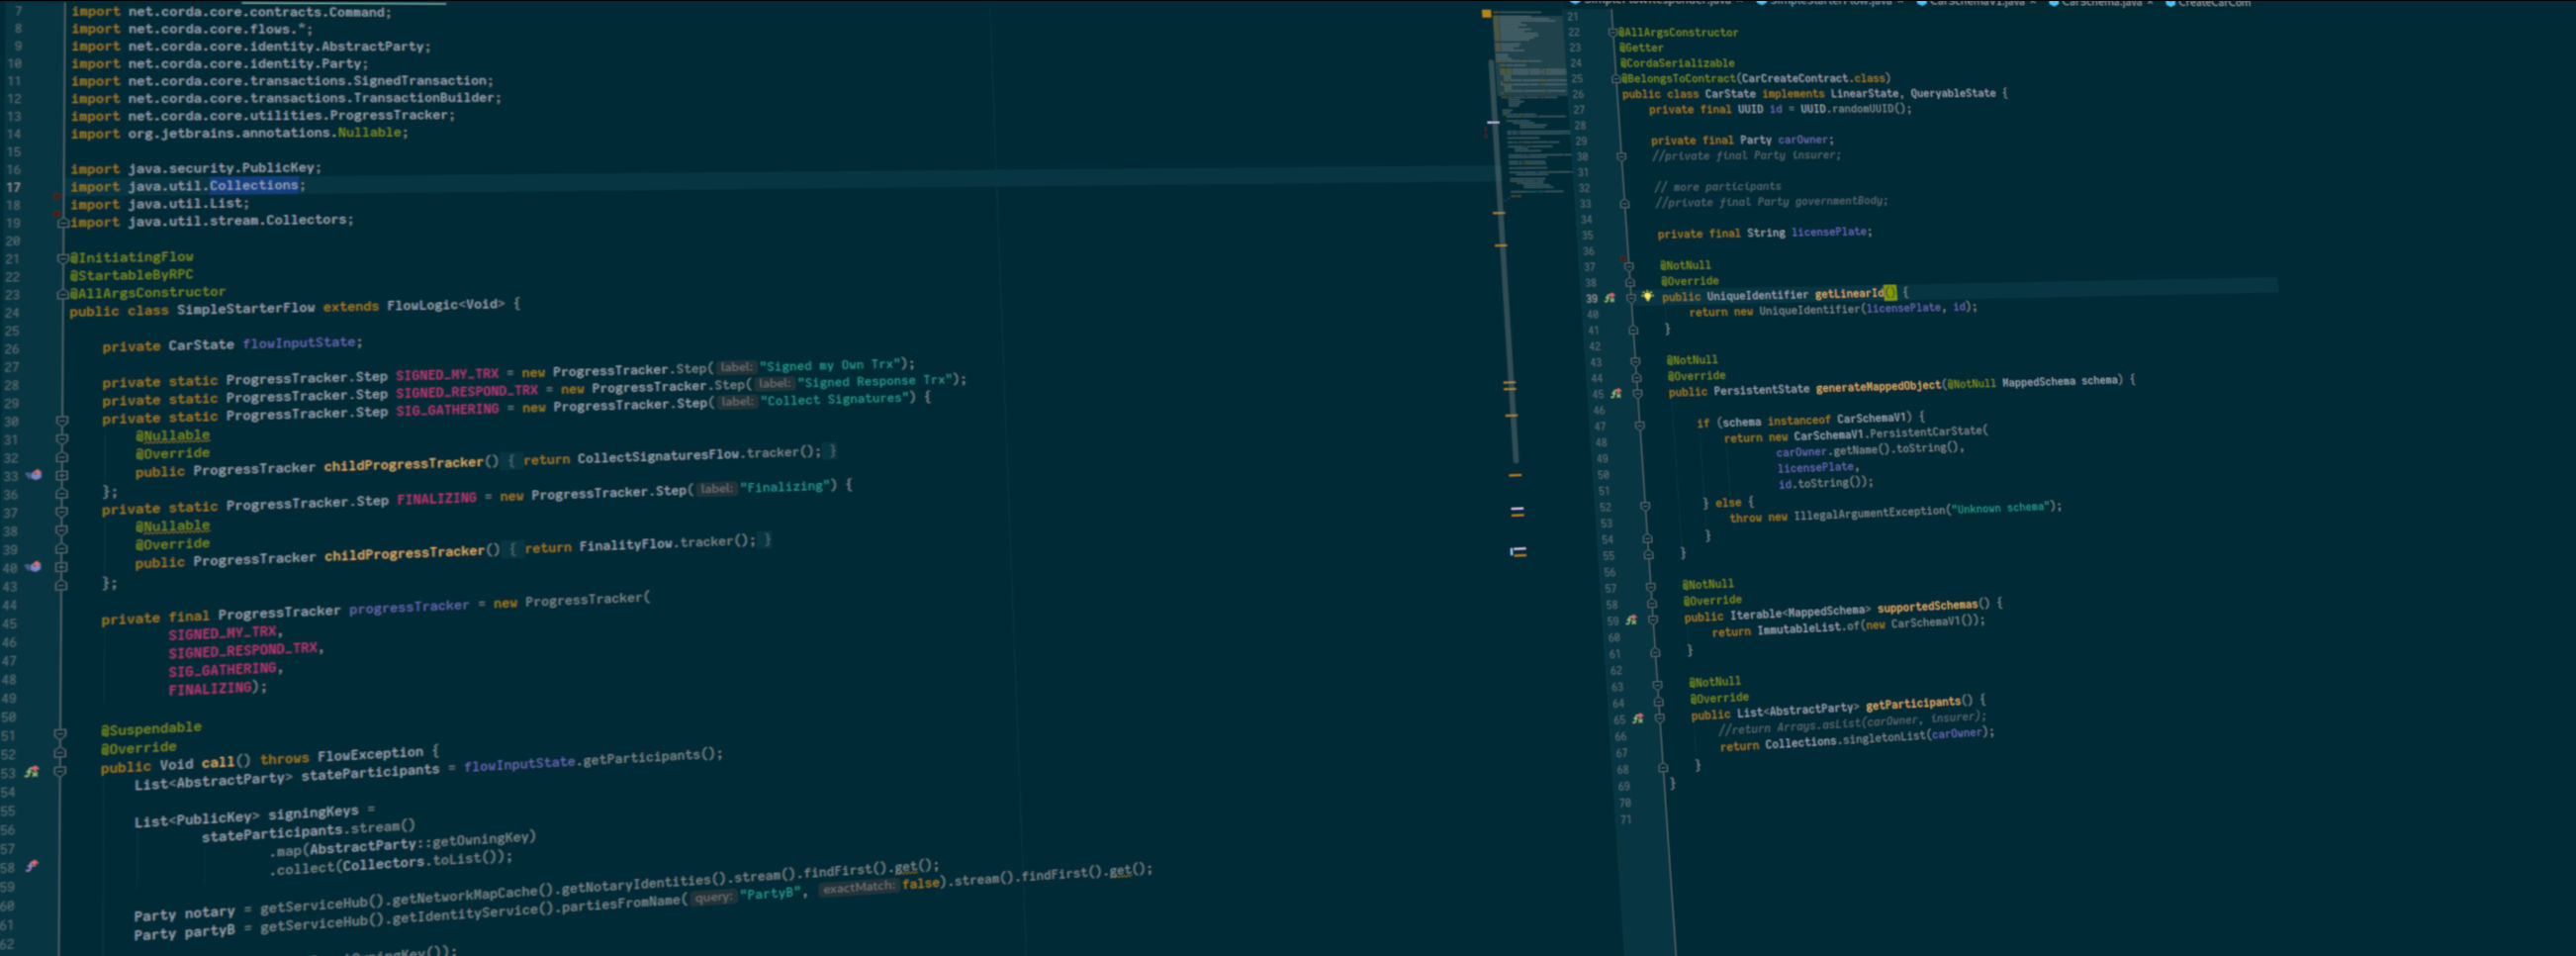 7 import net.corda.core.contracts.Command;
8 import net.corda.core.flows.*;
9 import net.corda.core.identity.AbstractParty;
10 import net.corda.core.identity.Party;
11 import net.corda.core.transactions.SignedTransaction;
12 import net.corda.core.transactions.TransactionBuilder;
13 import net.corda.core.utilities.ProgressTracker;
14 import org.jetbrains.annotations.Nullable;
15
16 import java.security.PublicKey;
17 import java.util.Collections;
18 import java.util.List;
19 import java.util.stream.Collectors;
20
21 @InitiatingFlow
22 @StartableByRPC
23 @AllArgsConstructor
24 public class SimpleStarterFlow extends FlowLogic<Void> {
25
26 private CarState flowInputState;
27
28 private static ProgressTracker.Step SIGNED_MY_TRX = new ProgressTracker.Step( label: "Signed my Own Trx");
29 private static ProgressTracker.Step SIGNED_RESPOND_TRX = new ProgressTracker.Step( label: "Signed Response Trx");
30 private static ProgressTracker.Step SIG_GATHERING = new ProgressTracker.Step( label: "Collect Signatures") {
31 @Nullable
32 @Override
33 public ProgressTracker childProgressTracker() { return CollectSignaturesFlow.tracker(); }
36 };
37 private static ProgressTracker.Step FINALIZING = new ProgressTracker.Step( label: "Finalizing") {
38 @Nullable
39 @Override
40 public ProgressTracker childProgressTracker() { return FinalityFlow.tracker(); }
43 };
44
45 private final ProgressTracker progressTracker = new ProgressTracker(
46 SIGNED_MY_TRX,
47 SIGNED_RESPOND_TRX,
48 SIG_GATHERING,
49 FINALIZING);
50
51 @Suspendable
52 @Override
53 public Void call() throws FlowException {
54 List<AbstractParty> stateParticipants = flowInputState.getParticipants();
55
56 List<PublicKey> signingKeys =
57 stateParticipants.stream()
58 .map(AbstractParty::getOwningKey)
59 .collect(Collectors.toList());
60
61 Party notary = getServiceHub().getNetworkMapCache().getNotaryIdentities().stream().findFirst().get();
62 Party partyB = getServiceHub().getIdentityService().partiesFromName( query: "PartyB", exactMatch: false).stream().findFirst().get();
SimpleStarterFlow.java × CarSchemaV1.java × CarSchema.java × CreateCarCom
21
22 @AllArgsConstructor
23 @Getter
24 @CordaSerializable
25 @BelongsToContract(CarCreateContract.class)
26 public class CarState implements LinearState, QueryableState {
27 private final UUID id = UUID.randomUUID();
28
29 private final Party carOwner;
30 //private final Party insurer;
31
32 // more participants
33 //private final Party governmentBody;
34
35 private final String licensePlate;
36
37 @NotNull
38 @Override
39 public UniqueIdentifier getLinearId() {
40 return new UniqueIdentifier(licensePlate, id);
41 }
42
43 @NotNull
44 @Override
45 public PersistentState generateMappedObject(@NotNull MappedSchema schema) {
46
47 if (schema instanceof CarSchemaV1) {
48 return new CarSchemaV1.PersistentCarState(
49 carOwner.getName().toString(),
50 licensePlate,
51 id.toString());
52 } else {
53 throw new IllegalArgumentException("Unknown schema");
54 }
55 }
56
57 @NotNull
58 @Override
59 public Iterable<MappedSchema> supportedSchemas() {
60 return ImmutableList.of(new CarSchemaV1());
61 }
62
63 @NotNull
64 @Override
65 public List<AbstractParty> getParticipants() {
66 //return Arrays.asList(carOwner, insurer);
67 return Collections.singletonList(carOwner);
68 }
69 }
70
71